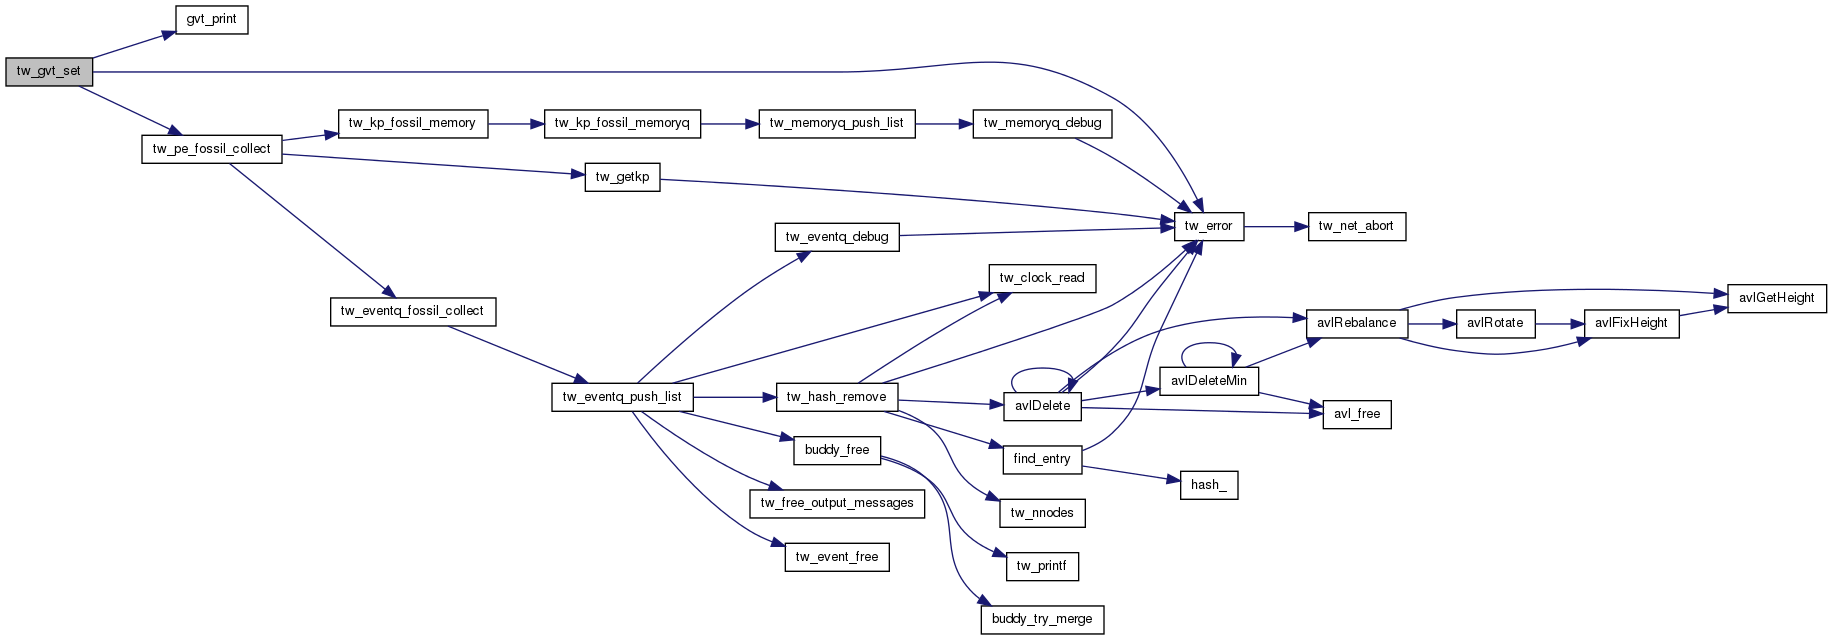 gvt_print
tw_gvt_set
tw_pe_fossil_collect
tw_kp_fossil_memory
tw_kp_fossil_memoryq
tw_memoryq_push_list
tw_memoryq_debug
tw_getkp
tw_error
tw_net_abort
tw_eventq_debug
tw_clock_read
tw_eventq_fossil_collect
avlRebalance
avlRotate
avlFixHeight
avlGetHeight
tw_eventq_push_list
tw_hash_remove
avlDelete
avlDeleteMin
avl_free
buddy_free
find_entry
hash_
tw_free_output_messages
tw_nnodes
tw_event_free
tw_printf
buddy_try_merge